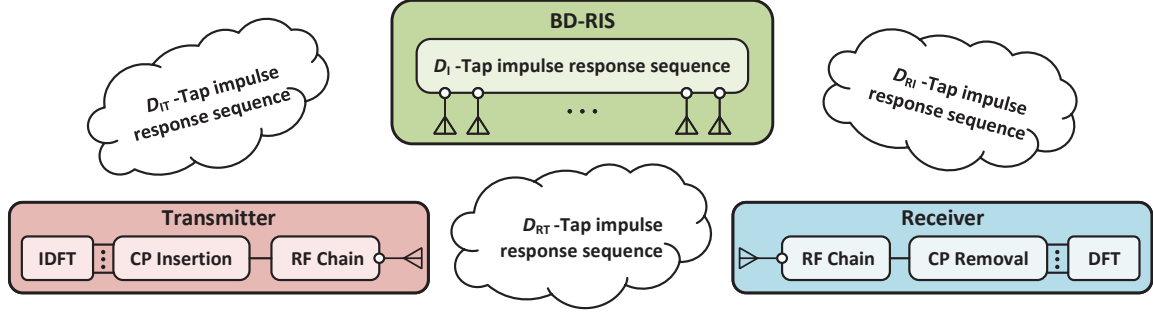 BD-RIS
D_I -Tap impulse response sequence
...
D_IT -Tap impulse
response sequence
D_RI -Tap impulse
response sequence
D_RT -Tap impulse
response sequence
Transmitter
IDFT
CP Insertion
RF Chain
Receiver
RF Chain
CP Removal
DFT